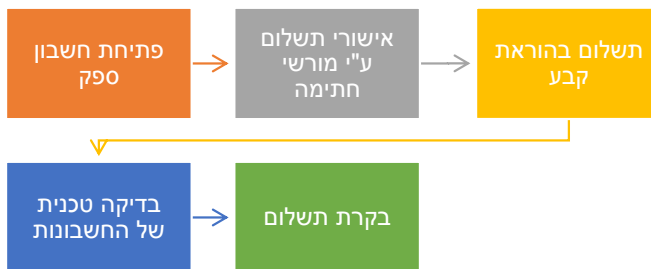 פתיחת חשבון
ספק
אישורי תשלום
ע"י מורשי
חתימה
תשלום בהוראת
קבע
בדיקה טכנית
של החשבונות
בקרת תשלום